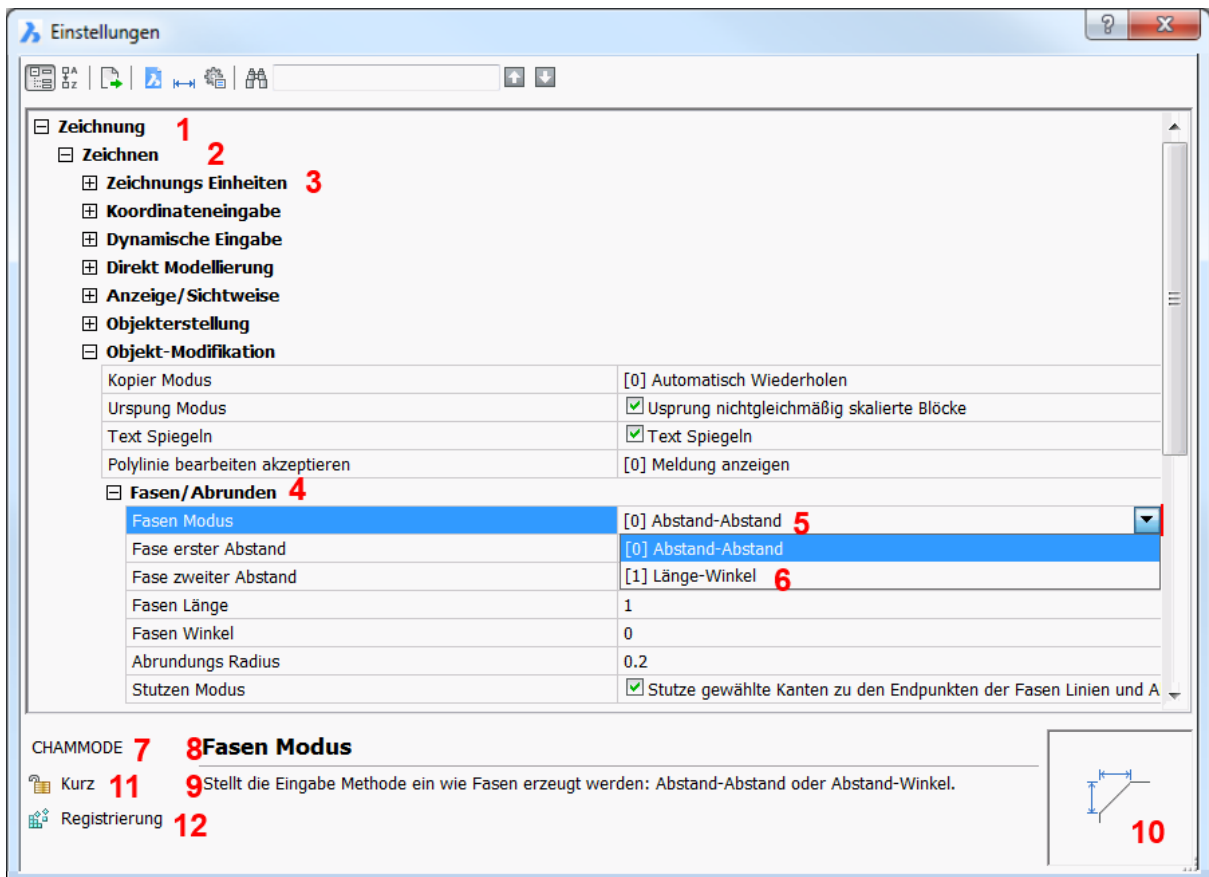 Einstellungen
Zeichnung 1
Zeichnen 2
Zeichnungs Einheiten 3
Koordinateneingabe
Dynamische Eingabe
Direkt Modellierung
Anzeige/Sichtweise
Objekterstellung
Objekt-Modifikation
Kopier Modus [0] Automatisch Wiederholen
Urspung Modus Usprung nichtgleichmäßig skalierte Blöcke
Text Spiegeln Text Spiegeln
Polylinie bearbeiten akzeptieren [0] Meldung anzeigen
Fasen/Abrunden 4
Fasen Modus [0] Abstand-Abstand 5
Fase erster Abstand [0] Abstand-Abstand
Fase zweiter Abstand [1] Länge-Winkel 6
Fasen Länge 1
Fasen Winkel 0
Abrundungs Radius 0.2
Stutzen Modus Stutze gewählte Kanten zu den Endpunkten der Fasen Linien und A
CHAMMODE 7 8 Fasen Modus
Kurz 11 9 Stellt die Eingabe Methode ein wie Fasen erzeugt werden: Abstand-Abstand oder Abstand-Winkel.
Registrierung 12
10